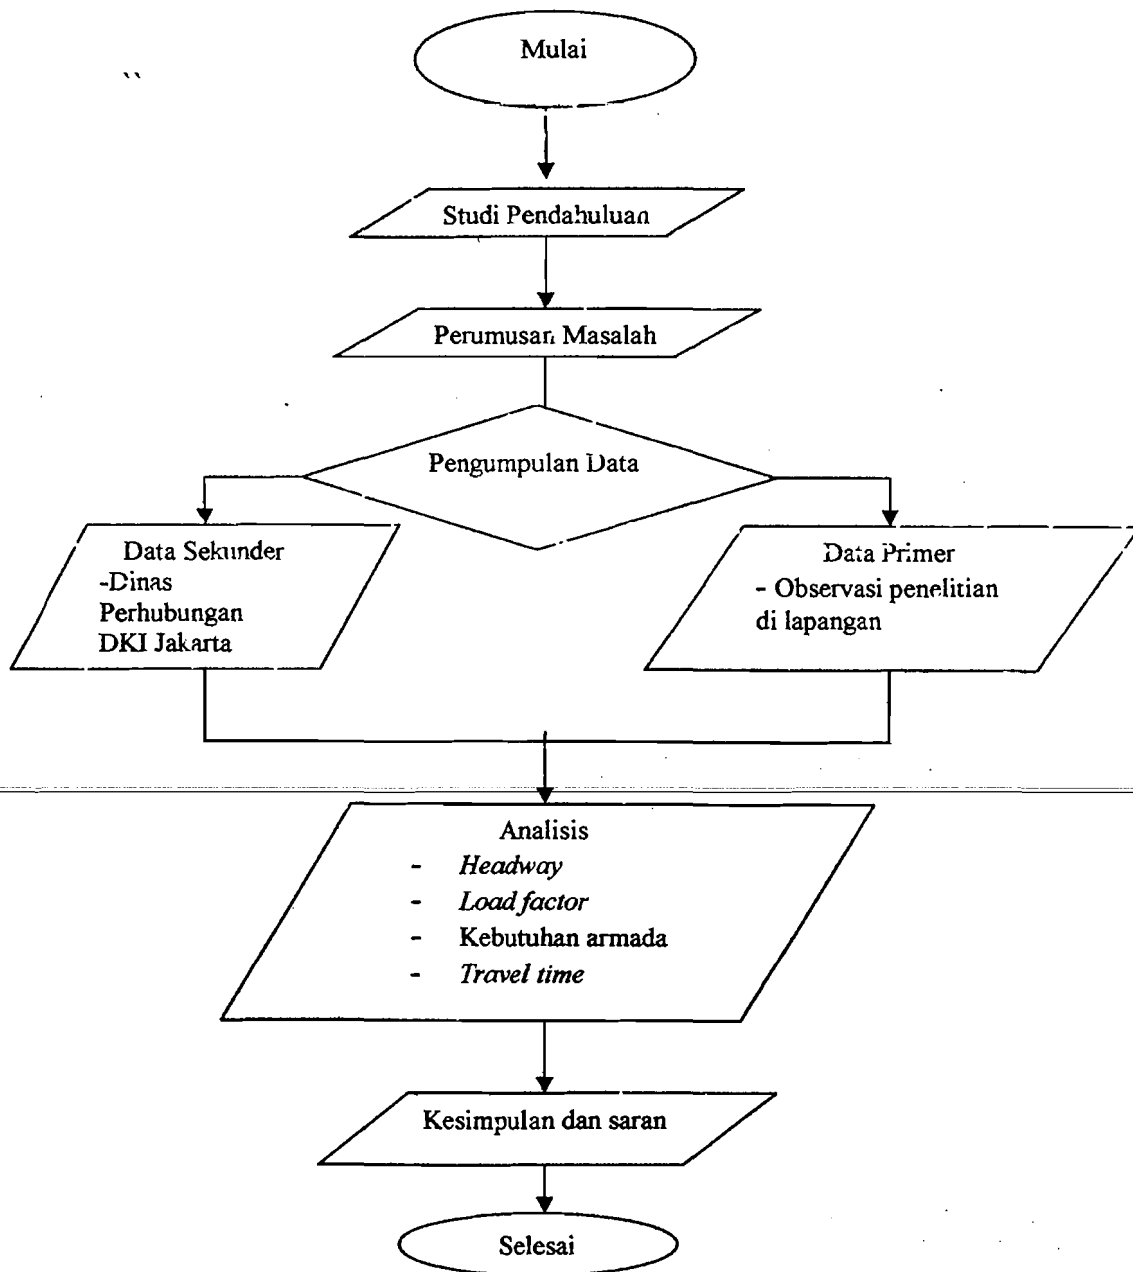 Mulai
Studi Pendahuluan
Perumusan Masalah
Pengumpulan Data
Data Sekunder
-Dinas
Perhubungan
DKI Jakarta
Data Primer
- Observasi penelitian
di lapangan
Analisis
- Headway
- Load factor
- Kebutuhan armada
- Travel time
Kesimpulan dan saran
Selesai